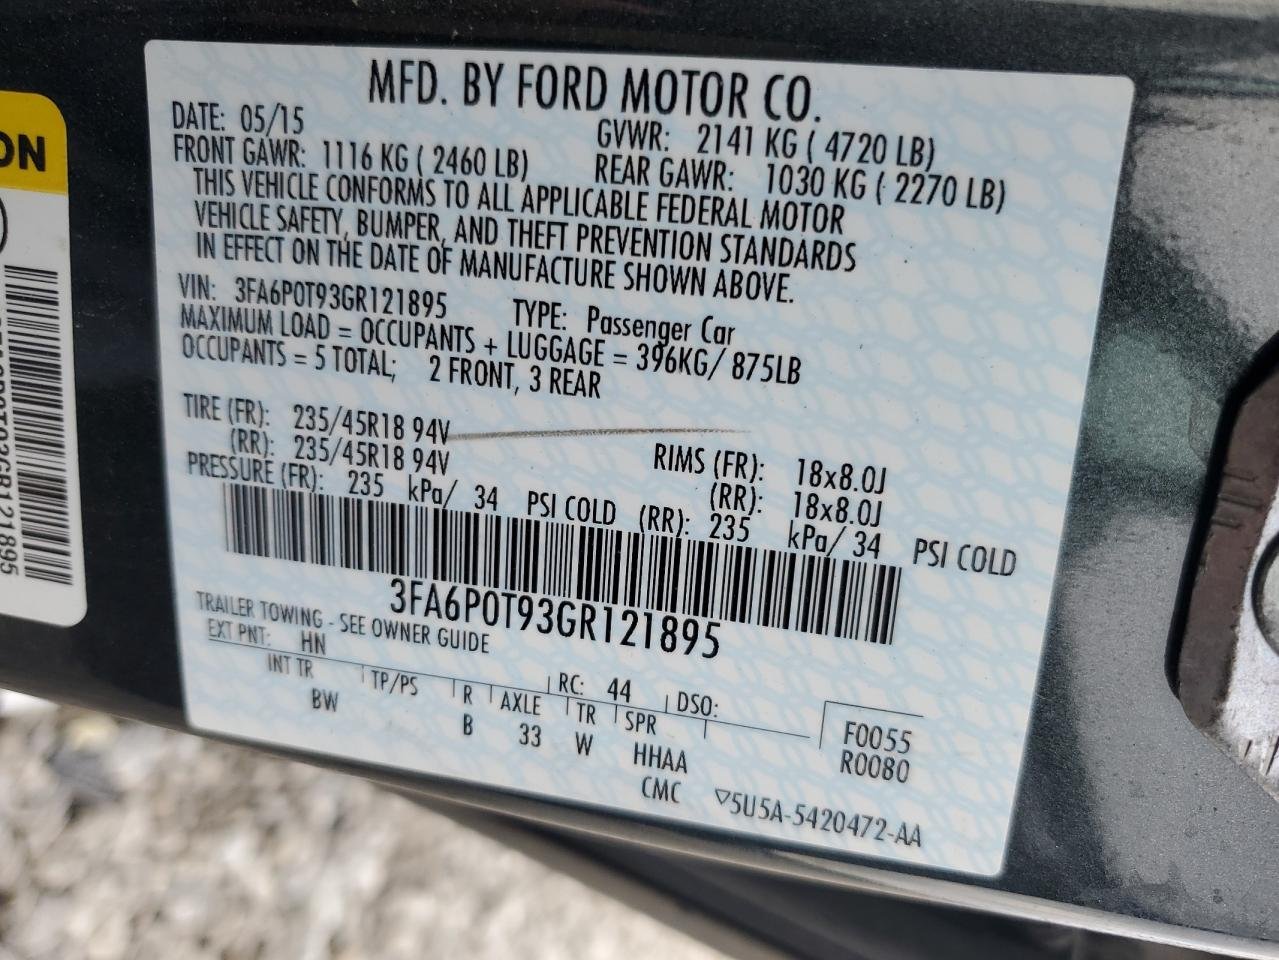 MFD. BY FORD MOTOR CO.
DATE: 05/15 GVWR: 2141 KG ( 4720 LB)
FRONT GAWR: 1116 KG ( 2460 LB) REAR GAWR: 1030 KG ( 2270 LB)
THIS VEHICLE CONFORMS TO ALL APPLICABLE FEDERAL MOTOR
VEHICLE SAFETY, BUMPER, AND THEFT PREVENTION STANDARDS
IN EFFECT ON THE DATE OF MANUFACTURE SHOWN ABOVE.
VIN: 3FA6P0T93GR121895 TYPE: Passenger Car
MAXIMUM LOAD = OCCUPANTS + LUGGAGE = 396KG/ 875LB
OCCUPANTS = 5 TOTAL; 2 FRONT, 3 REAR
TIRE (FR): 235/45R18 94V RIMS (FR): 18x8.0J
(RR): 235/45R18 94V (RR): 18x8.0J
PRESSURE (FR): 235 kPa/ 34 PSI COLD (RR): 235 kPa/ 34 PSI COLD
3FA6P0T93GR121895
TRAILER TOWING - SEE OWNER GUIDE
EXT PNT: HN RC: 44 DSO:
INT TR TP/PS R AXLE TR SPR F0055
BW B 33 W HHAA R0080
CMC ▽5U5A-5420472-AA
ON